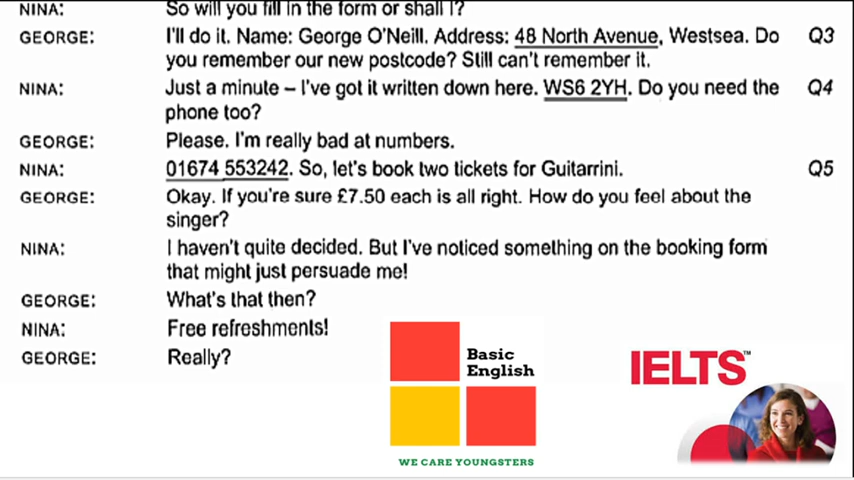 NINA: So will you fill in the form or shall I?
GEORGE: I'll do it. Name: George O'Neill. Address: 48 North Avenue, Westsea. Do Q3
you remember our new postcode? Still can't remember it.
NINA: Just a minute – I've got it written down here. WS6 2YH. Do you need the Q4
phone too?
GEORGE: Please. I'm really bad at numbers.
NINA: 01674 553242. So, let's book two tickets for Guitarrini. Q5
GEORGE: Okay. If you're sure £7.50 each is all right. How do you feel about the
singer?
NINA: I haven't quite decided. But I've noticed something on the booking form
that might just persuade me!
GEORGE: What's that then?
NINA: Free refreshments!
GEORGE: Really?
Basic
English
WE CARE YOUNGSTERS
IELTS™